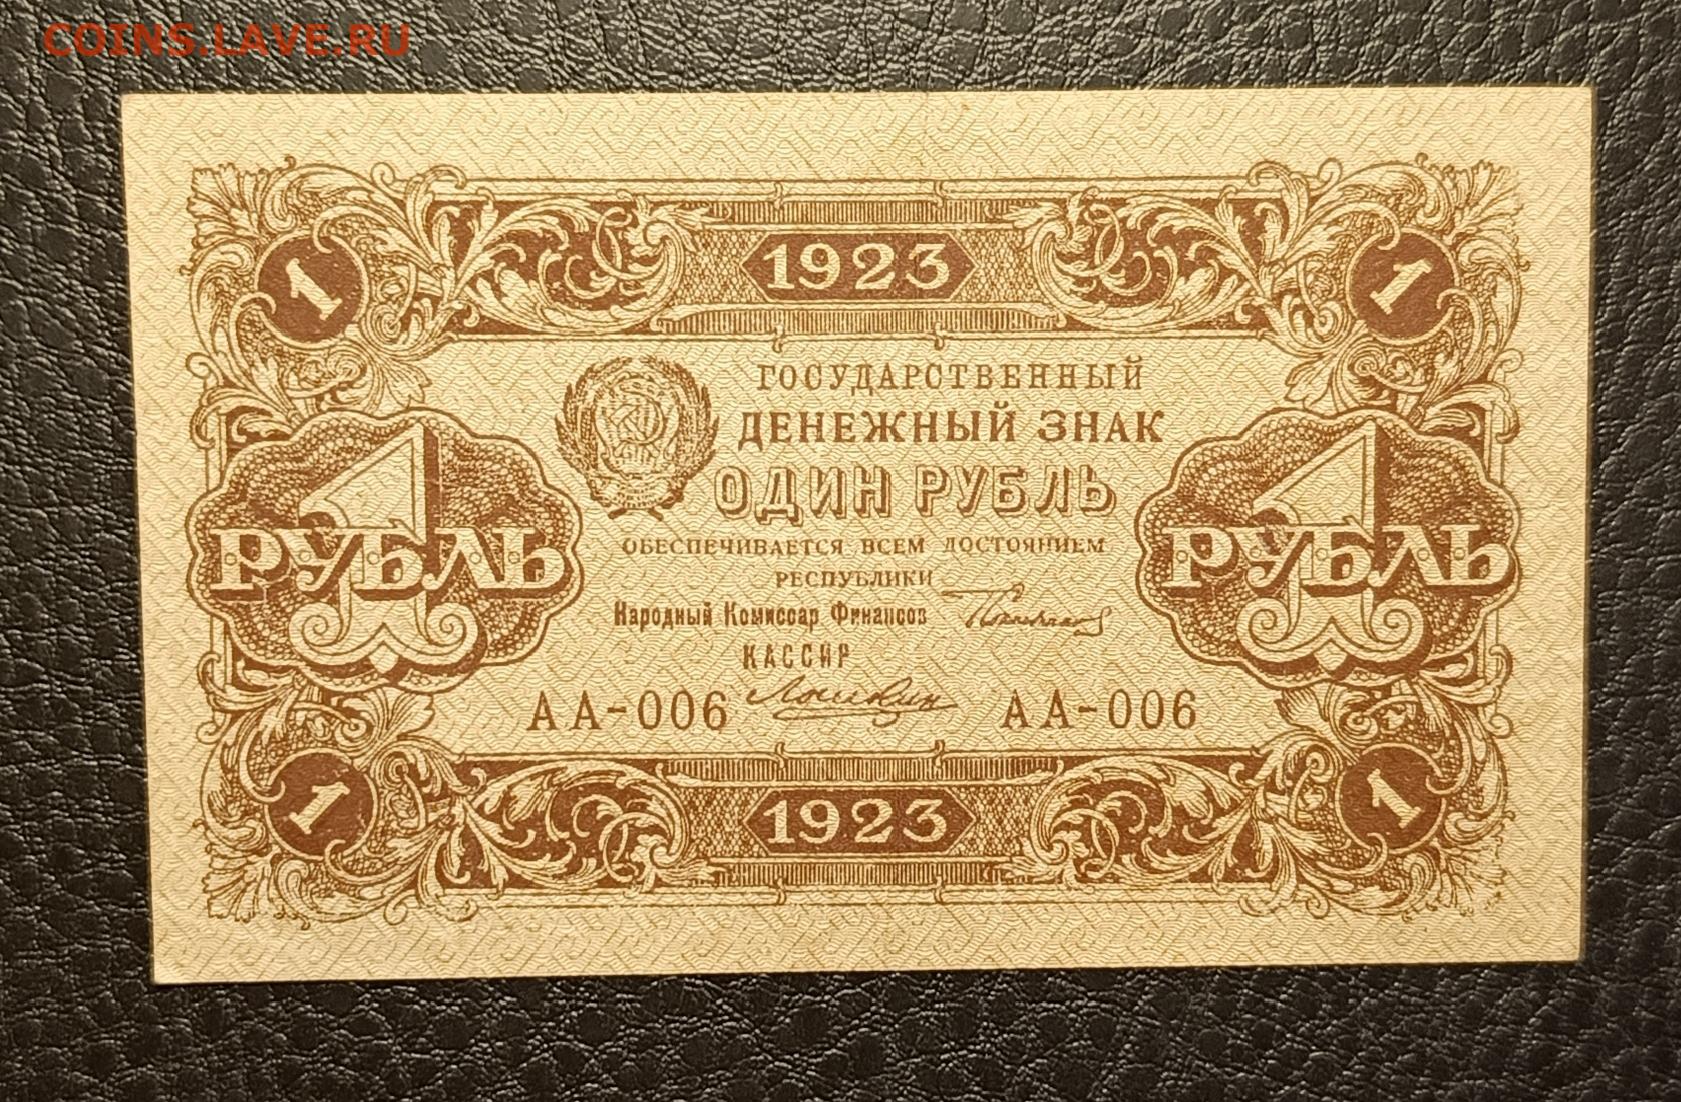 COINS.LAVE.RU
1923
1
1
ГОСУДАРСТВЕННЫЙ
ДЕНЕЖНЫЙ ЗНАК
ОДИН РУБЛЬ
1
РУБЛЬ
1
РУБЛЬ
ОБЕСПЕЧИВАЕТСЯ ВСЕМ ДОСТОЯНИЕМ
РЕСПУБЛИКИ
Народный Комиссар Финансов
КАССИР
АА-006
АА-006
1
1923
1